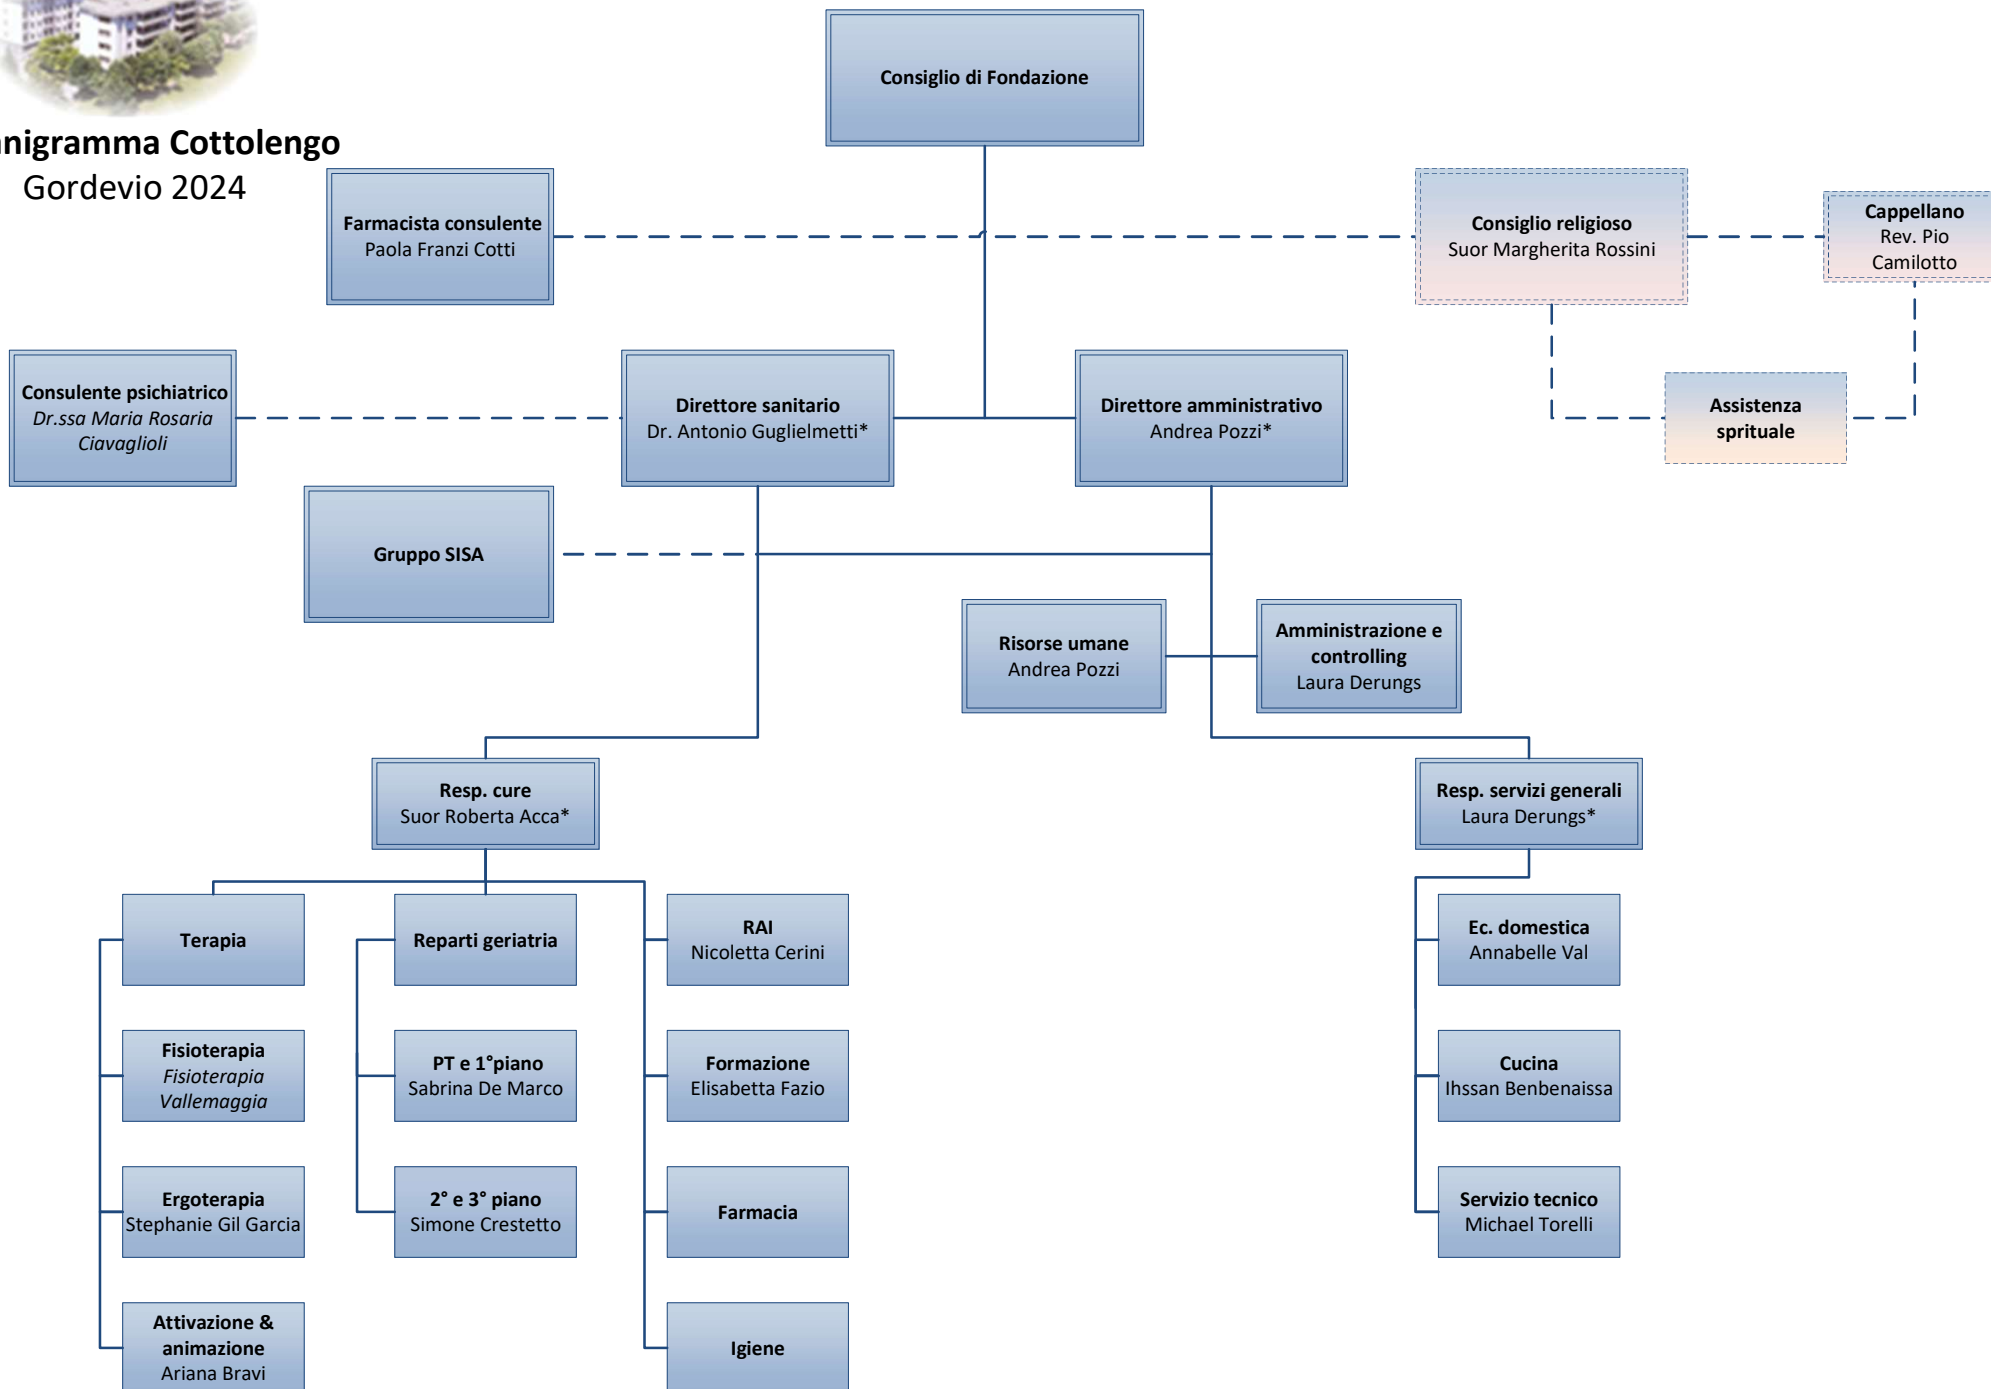 Consiglio di Fondazione
nigramma Cottolengo
Gordevio 2024
Farmacista consulente
Paola Franzi Cotti
Consiglio religioso
Suor Margherita Rossini
Cappellano
Rev. Pio
Camilotto
Consulente psichiatrico
Dr.ssa Maria Rosaria
Ciavaglioli
Direttore sanitario
Dr. Antonio Guglielmetti*
Direttore amministrativo
Andrea Pozzi*
Assistenza
sprituale
Gruppo SISA
Risorse umane
Andrea Pozzi
Amministrazione e
controlling
Laura Derungs
Resp. cure
Suor Roberta Acca*
Resp. servizi generali
Laura Derungs*
Terapia
Reparti geriatria
RAI
Nicoletta Cerini
Ec. domestica
Annabelle Val
Fisioterapia
Fisioterapia
Vallemaggia
PT e 1°piano
Sabrina De Marco
Formazione
Elisabetta Fazio
Cucina
Ihssan Benbenaissa
Ergoterapia
Stephanie Gil Garcia
2° e 3° piano
Simone Crestetto
Farmacia
Servizio tecnico
Michael Torelli
Attivazione &
animazione
Ariana Bravi
Igiene